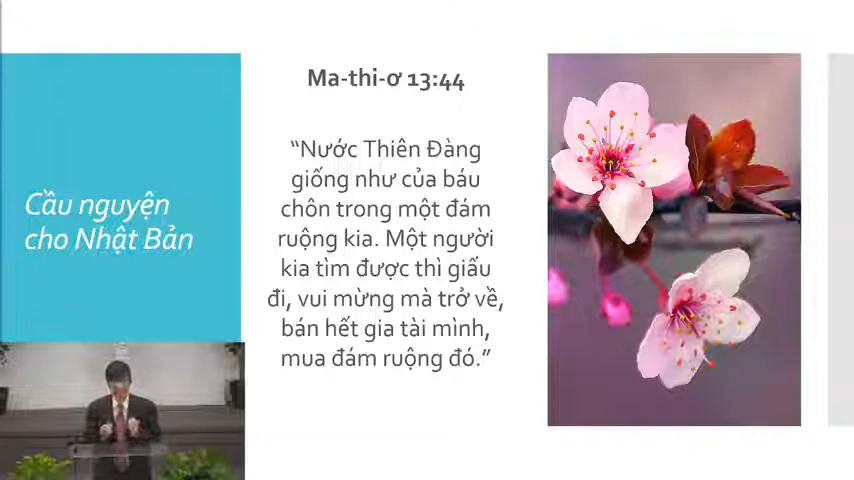 Cầu nguyện
cho Nhật Bản
Ma-thi-ơ 13:44
“Nước Thiên Đàng
giống như của báu
chôn trong một đám
ruộng kia. Một người
kia tìm được thì giấu
đi, vui mừng mà trở về,
bán hết gia tài mình,
mua đám ruộng đó.”